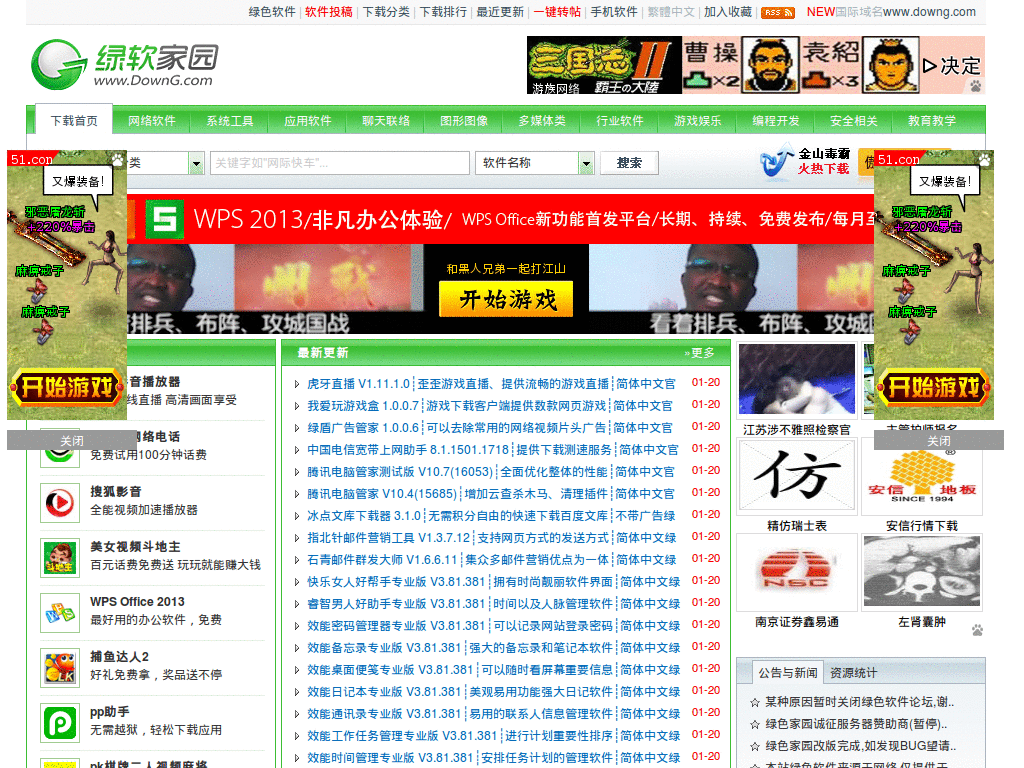 绿色软件 | 软件投稿 | 下载分类 | 下载排行 | 最近更新 | 一键转帖 | 手机软件 | 繁體中文 | 加入收藏 | RSS NEW国际域名www.downg.com
绿软家园
www.DownG.com
三国志II
游族网络 霸王の大陸
曹操 ×2 袁紹 ×3 决定
下载首页 网络软件 系统工具 应用软件 聊天联络 图形图像 多媒体类 行业软件 游戏娱乐 编程开发 安全相关 教育教学
类 关键字如"网际快车"... 软件名称 搜索
金山毒霸
火热下载
51.com
又爆装备!
邪恶屠龙斩
+220%暴击
麻痹戒子
麻痹戒子
开始游戏
关闭
51.com
又爆装备!
邪恶屠龙斩
+220%暴击
麻痹戒子
麻痹戒子
开始游戏
关闭
WPS 2013/非凡办公体验/ WPS Office新功能首发平台/长期、持续、免费发布/每月至
和黑人兄弟一起打江山
开始游戏
排兵、布阵、攻城国战
看着排兵、布阵、攻城国
音播放器
线直播 高清画面享受
网络电话
免费试用100分钟话费
搜狐影音
全能视频加速播放器
美女视频斗地主
百元话费免费送 玩玩就能赚大钱
WPS Office 2013
最好用的办公软件，免费
捕鱼达人2
好礼免费拿，奖品送不停
pp助手
无需越狱，轻松下载应用
pk棋牌二人视频麻将
最新更新 »更多
虎牙直播 V1.11.1.0┊歪歪游戏直播、提供流畅的游戏直播┊简体中文官 01-20
我爱玩游戏盒 1.0.0.7┊游戏下载客户端提供数款网页游戏┊简体中文官 01-20
绿盾广告管家 1.0.0.6┊可以去除常用的网络视频片头广告┊简体中文官 01-20
中国电信宽带上网助手 8.1.1501.1718┊提供下载测速服务┊简体中文官 01-20
腾讯电脑管家测试版 V10.7(16053)┊全面优化整体的性能┊简体中文官 01-20
腾讯电脑管家 V10.4(15685)┊增加云查杀木马、清理插件┊简体中文官 01-20
冰点文库下载器 3.1.0┊无需积分自由的快速下载百度文库┊不带广告绿 01-20
指北针邮件营销工具 V1.3.7.12┊支持网页方式的发送方式┊简体中文绿 01-20
石青邮件群发大师 V1.6.6.11┊集众多邮件营销优点为一体┊简体中文绿 01-20
快乐女人好帮手专业版 V3.81.381┊拥有时尚靓丽软件界面┊简体中文绿 01-20
睿智男人好助手专业版 V3.81.381┊时间以及人脉管理软件┊简体中文绿 01-20
效能密码管理器专业版 V3.81.381┊可以记录网站登录密码┊简体中文绿 01-20
效能备忘录专业版 V3.81.381┊强大的备忘录和笔记本软件┊简体中文绿 01-20
效能桌面便笺专业版 V3.81.381┊可以随时看屏幕重要信息┊简体中文绿 01-20
效能日记本专业版 V3.81.381┊美观易用功能强大日记软件┊简体中文绿 01-20
效能通讯录专业版 V3.81.381┊易用的联系人信息管理软件┊简体中文绿 01-20
效能工作任务管理专业版 V3.81.381┊进行计划重要性排序┊简体中文绿 01-20
效能时间管理专业版 V3.81.381┊安排任务计划的软件┊简体中文绿 01-20
江苏涉不雅照检察官
主管护师报名
仿
安信地板
SINCE 1994
精仿瑞士表 安信行情下载
NSC
南京证券鑫易通 左肾囊肿
公告与新闻 资源统计
☆ 某种原因暂时关闭绿色软件论坛,谢..
☆ 绿色家园诚征服务器赞助商(暂停)..
☆ 绿色家园改版完成,如发现BUG望请..
☆ 本站绿色软件来源于网络,仅提供于